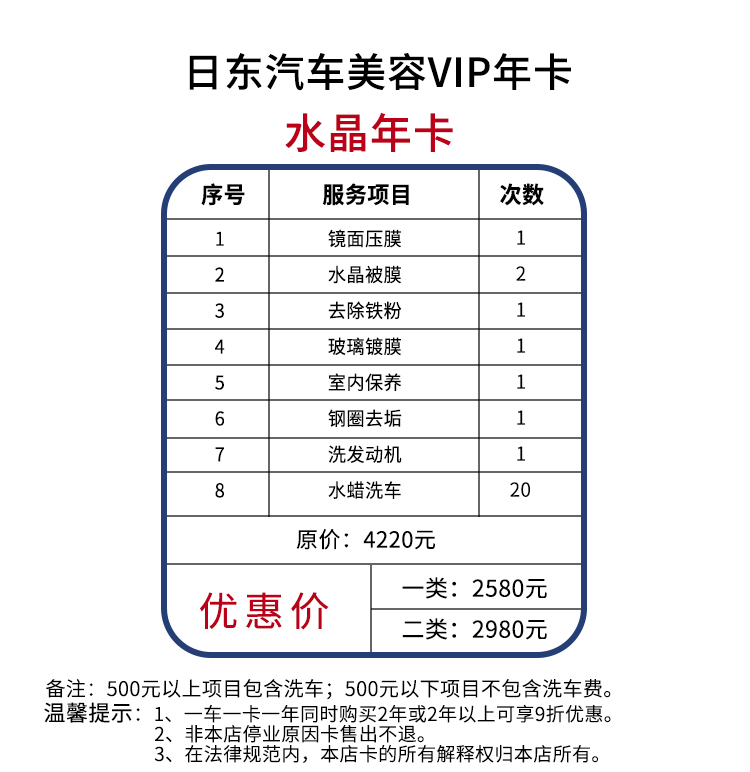 日东汽车美容VIP年卡
水晶年卡
序号 服务项目 次数
1 镜面压膜 1
2 水晶被膜 2
3 去除铁粉 1
4 玻璃镀膜 1
5 室内保养 1
6 钢圈去垢 1
7 洗发动机 1
8 水蜡洗车 20
原价：4220元
优惠价
一类：2580元
二类：2980元
备注：500元以上项目包含洗车；500元以下项目不包含洗车费。
温馨提示：1、一车一卡一年同时购买2年或2年以上可享9折优惠。
2、非本店停业原因卡售出不退。
3、在法律规范内，本店卡的所有解释权归本店所有。